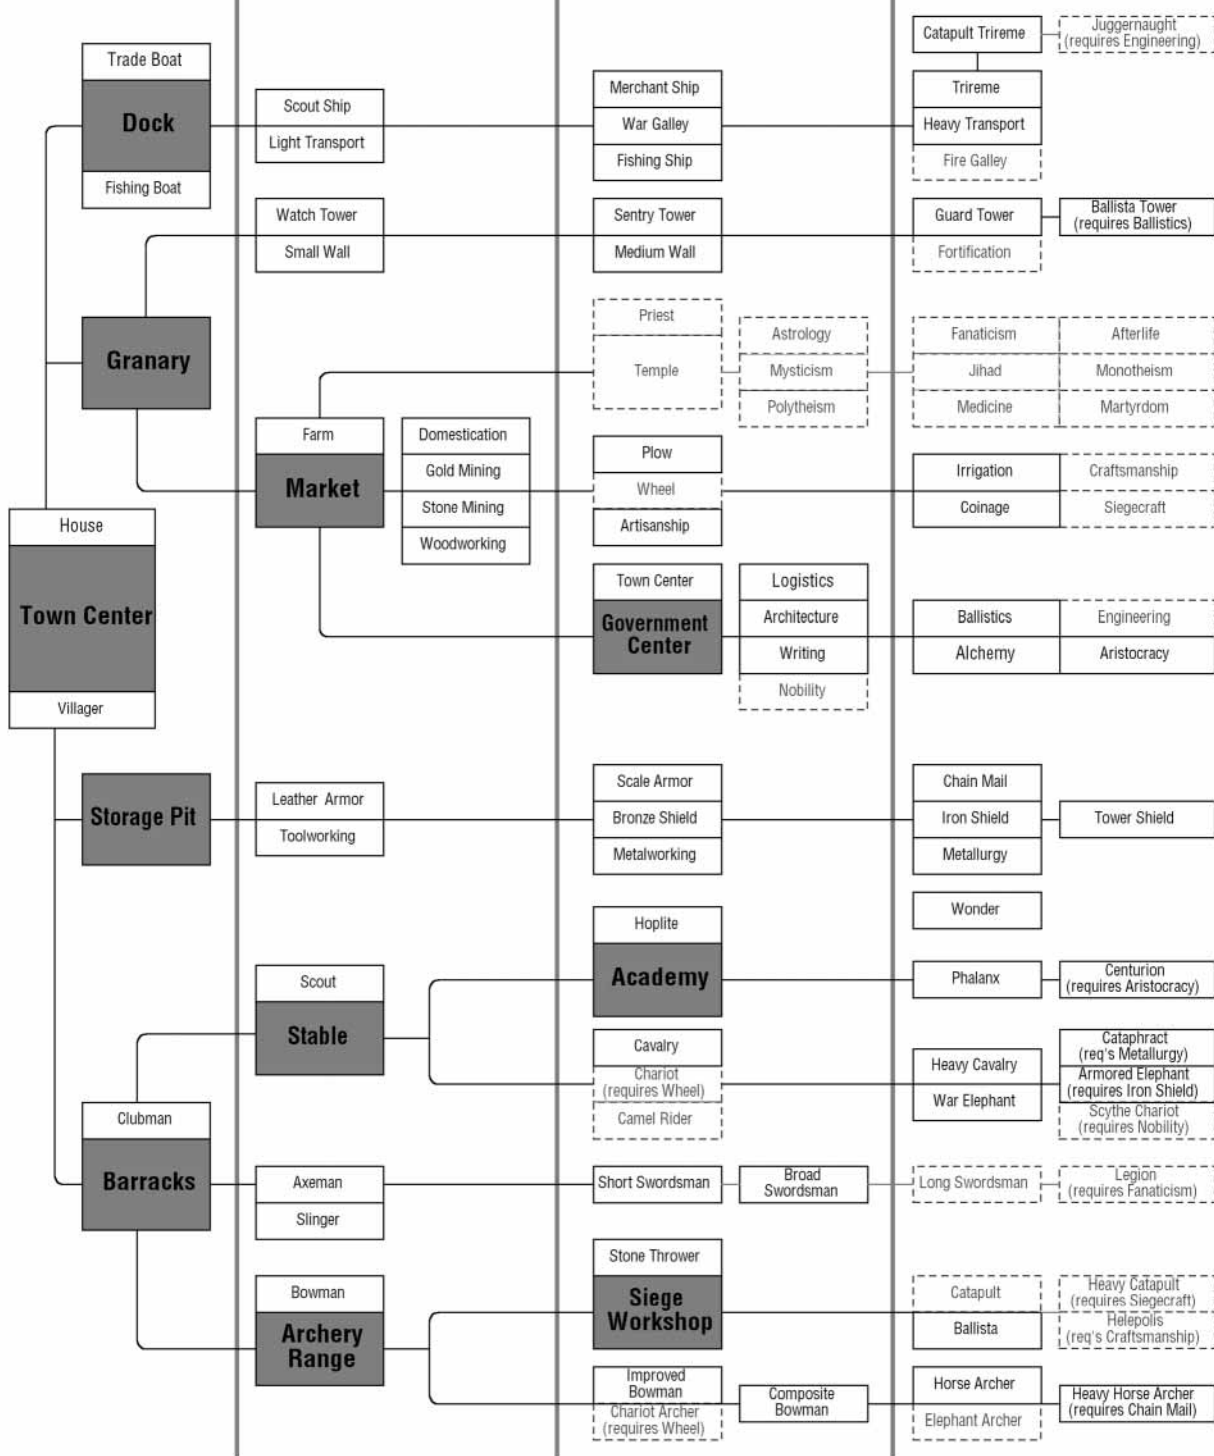 Trade Boat
Dock
Fishing Boat
Scout Ship
Light Transport
Merchant Ship
War Galley
Fishing Ship
Catapult Trireme
Juggernaught
(requires Engineering)
Trireme
Heavy Transport
Fire Galley
Granary
Watch Tower
Small Wall
Sentry Tower
Medium Wall
Guard Tower
Fortification
Ballista Tower
(requires Ballistics)
Farm
Market
Domestication
Gold Mining
Stone Mining
Woodworking
Priest
Temple
Astrology
Mysticism
Polytheism
Fanaticism
Jihad
Medicine
Afterlife
Monotheism
Martyrdom
Plow
Wheel
Artisanship
Irrigation
Coinage
Craftsmanship
Siegecraft
House
Town Center
Villager
Town Center
Government
Center
Logistics
Architecture
Writing
Nobility
Ballistics
Alchemy
Engineering
Aristocracy
Storage Pit
Leather Armor
Toolworking
Scale Armor
Bronze Shield
Metalworking
Chain Mail
Iron Shield
Metallurgy
Tower Shield
Wonder
Scout
Stable
Hoplite
Academy
Phalanx
Centurion
(requires Aristocracy)
Cavalry
Chariot
(requires Wheel)
Camel Rider
Heavy Cavalry
War Elephant
Cataphract
(req's Metallurgy)
Armored Elephant
(requires Iron Shield)
Scythe Chariot
(requires Nobility)
Clubman
Barracks
Axeman
Slinger
Short Swordsman
Broad
Swordsman
Long Swordsman
Legion
(requires Fanaticism)
Bowman
Archery
Range
Stone Thrower
Siege
Workshop
Catapult
Ballista
Heavy Catapult
(requires Siegecraft)
Helepolis
(req's Craftsmanship)
Improved
Bowman
Chariot Archer
(requires Wheel)
Composite
Bowman
Horse Archer
Elephant Archer
Heavy Horse Archer
(requires Chain Mail)